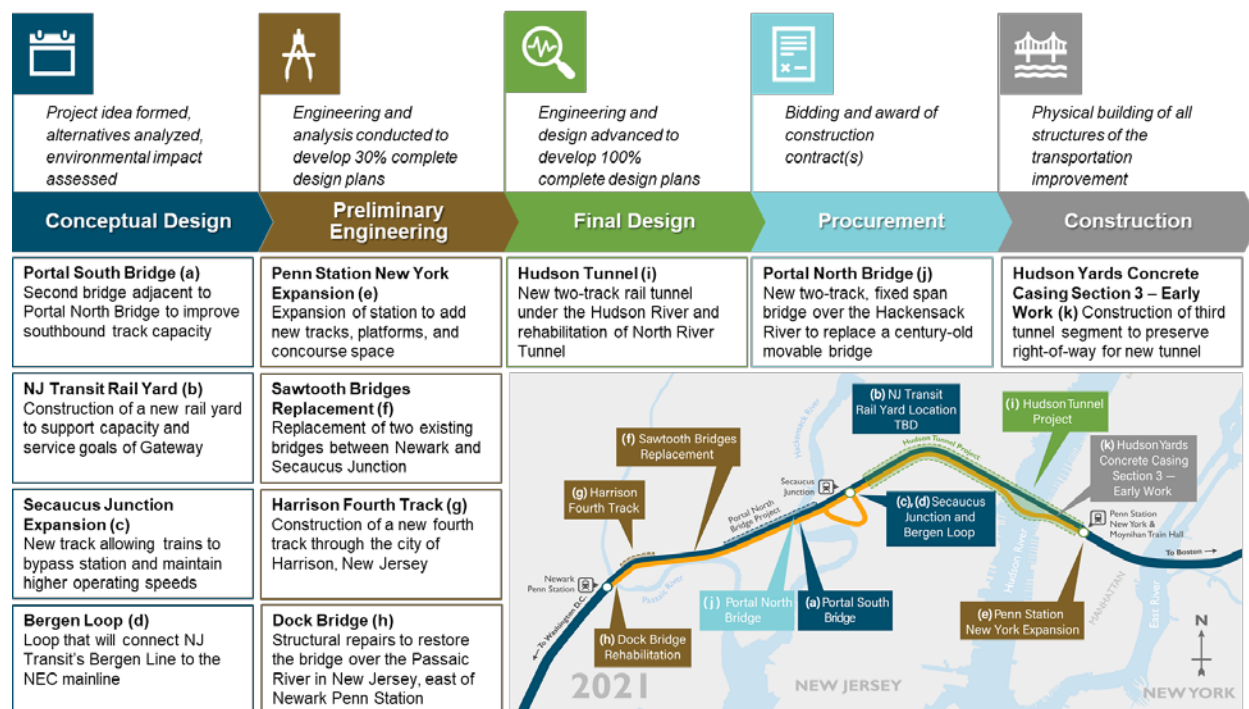 Project idea formed,
alternatives analyzed,
environmental impact
assessed
Engineering and
analysis conducted to
develop 30% complete
design plans
Engineering and
design advanced to
develop 100%
complete design plans
Bidding and award of
construction
contract(s)
Physical building of all
structures of the
transportation
improvement
Conceptual Design
Preliminary
Engineering
Final Design
Procurement
Construction
Portal South Bridge (a)
Second bridge adjacent to
Portal North Bridge to improve
southbound track capacity
Penn Station New York
Expansion (e)
Expansion of station to add
new tracks, platforms, and
concourse space
Hudson Tunnel (i)
New two-track rail tunnel
under the Hudson River and
rehabilitation of North River
Tunnel
Portal North Bridge (j)
New two-track, fixed span
bridge over the Hackensack
River to replace a century-old
movable bridge
Hudson Yards Concrete
Casing Section 3 – Early
Work (k) Construction of third
tunnel segment to preserve
right-of-way for new tunnel
NJ Transit Rail Yard (b)
Construction of a new rail yard
to support capacity and
service goals of Gateway
Sawtooth Bridges
Replacement (f)
Replacement of two existing
bridges between Newark and
Secaucus Junction
Secaucus Junction
Expansion (c)
New track allowing trains to
bypass station and maintain
higher operating speeds
Harrison Fourth Track (g)
Construction of a new fourth
track through the city of
Harrison, New Jersey
Bergen Loop (d)
Loop that will connect NJ
Transit's Bergen Line to the
NEC mainline
Dock Bridge (h)
Structural repairs to restore
the bridge over the Passaic
River in New Jersey, east of
Newark Penn Station
(b) NJ Transit
Rail Yard Location
TBD
(i) Hudson Tunnel
Project
(f) Sawtooth Bridges
Replacement
Hackensack River
Hudson Tunnel Project
(k) Hudson Yards
Concrete Casing
Section 3 —
Early Work
(g) Harrison
Fourth Track
Secaucus
Junction
Portal North
Bridge Project
(c), (d) Secaucus
Junction and
Bergen Loop
Penn Station
New York &
Moynihan Train Hall
To Boston
Newark
Penn Station
Passaic River
Hudson River
MANHATTAN
East River
To Washington D.C.
(j) Portal North
Bridge
(a) Portal South
Bridge
(e) Penn Station
New York Expansion
(h) Dock Bridge
Rehabilitation
N
2021
NEW JERSEY
NEW YORK